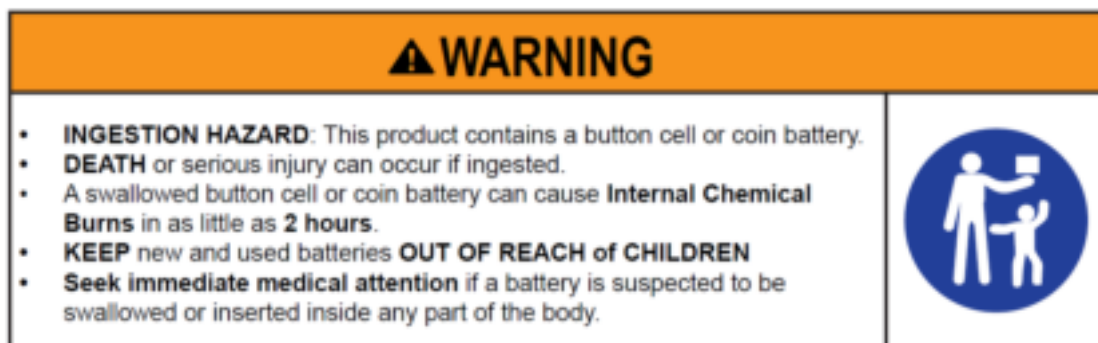 ⚠WARNING
• INGESTION HAZARD: This product contains a button cell or coin battery.
• DEATH or serious injury can occur if ingested.
• A swallowed button cell or coin battery can cause Internal Chemical
Burns in as little as 2 hours.
• KEEP new and used batteries OUT OF REACH of CHILDREN
• Seek immediate medical attention if a battery is suspected to be
swallowed or inserted inside any part of the body.